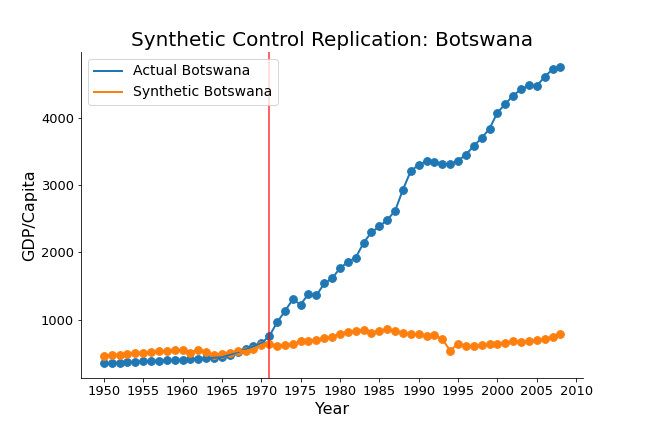 Synthetic Control Replication: Botswana
Actual Botswana
Synthetic Botswana
GDP/Capita
4000
3000
2000
1000
1950 1955 1960 1965 1970 1975 1980 1985 1990 1995 2000 2005 2010
Year